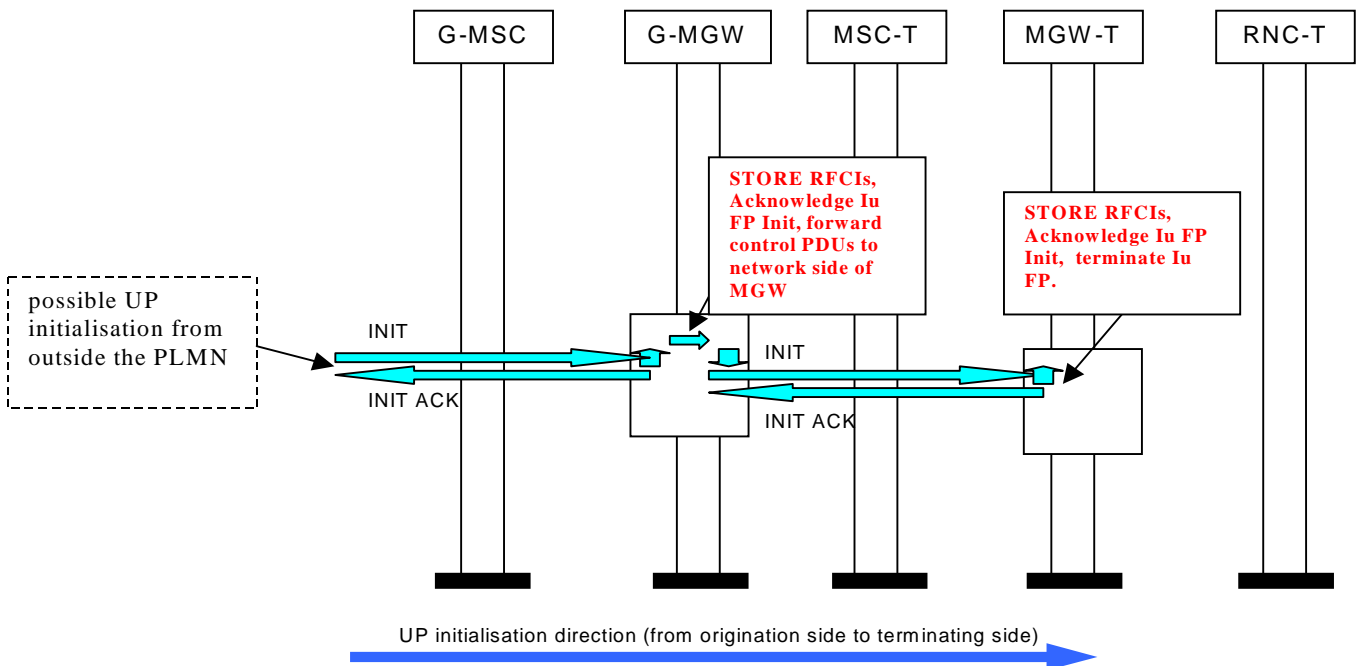 G-MSC
G-MGW
MSC-T
MGW-T
RNC-T
STORE RFCIs,
Acknowledge Iu
FP Init, forward
control PDUs to
network side of
MGW
STORE RFCIs,
Acknowledge Iu FP
Init, terminate Iu
FP.
possible UP
initialisation from
outside the PLMN
INIT
INIT ACK
INIT
INIT ACK
UP initialisation direction (from origination side to terminating side)